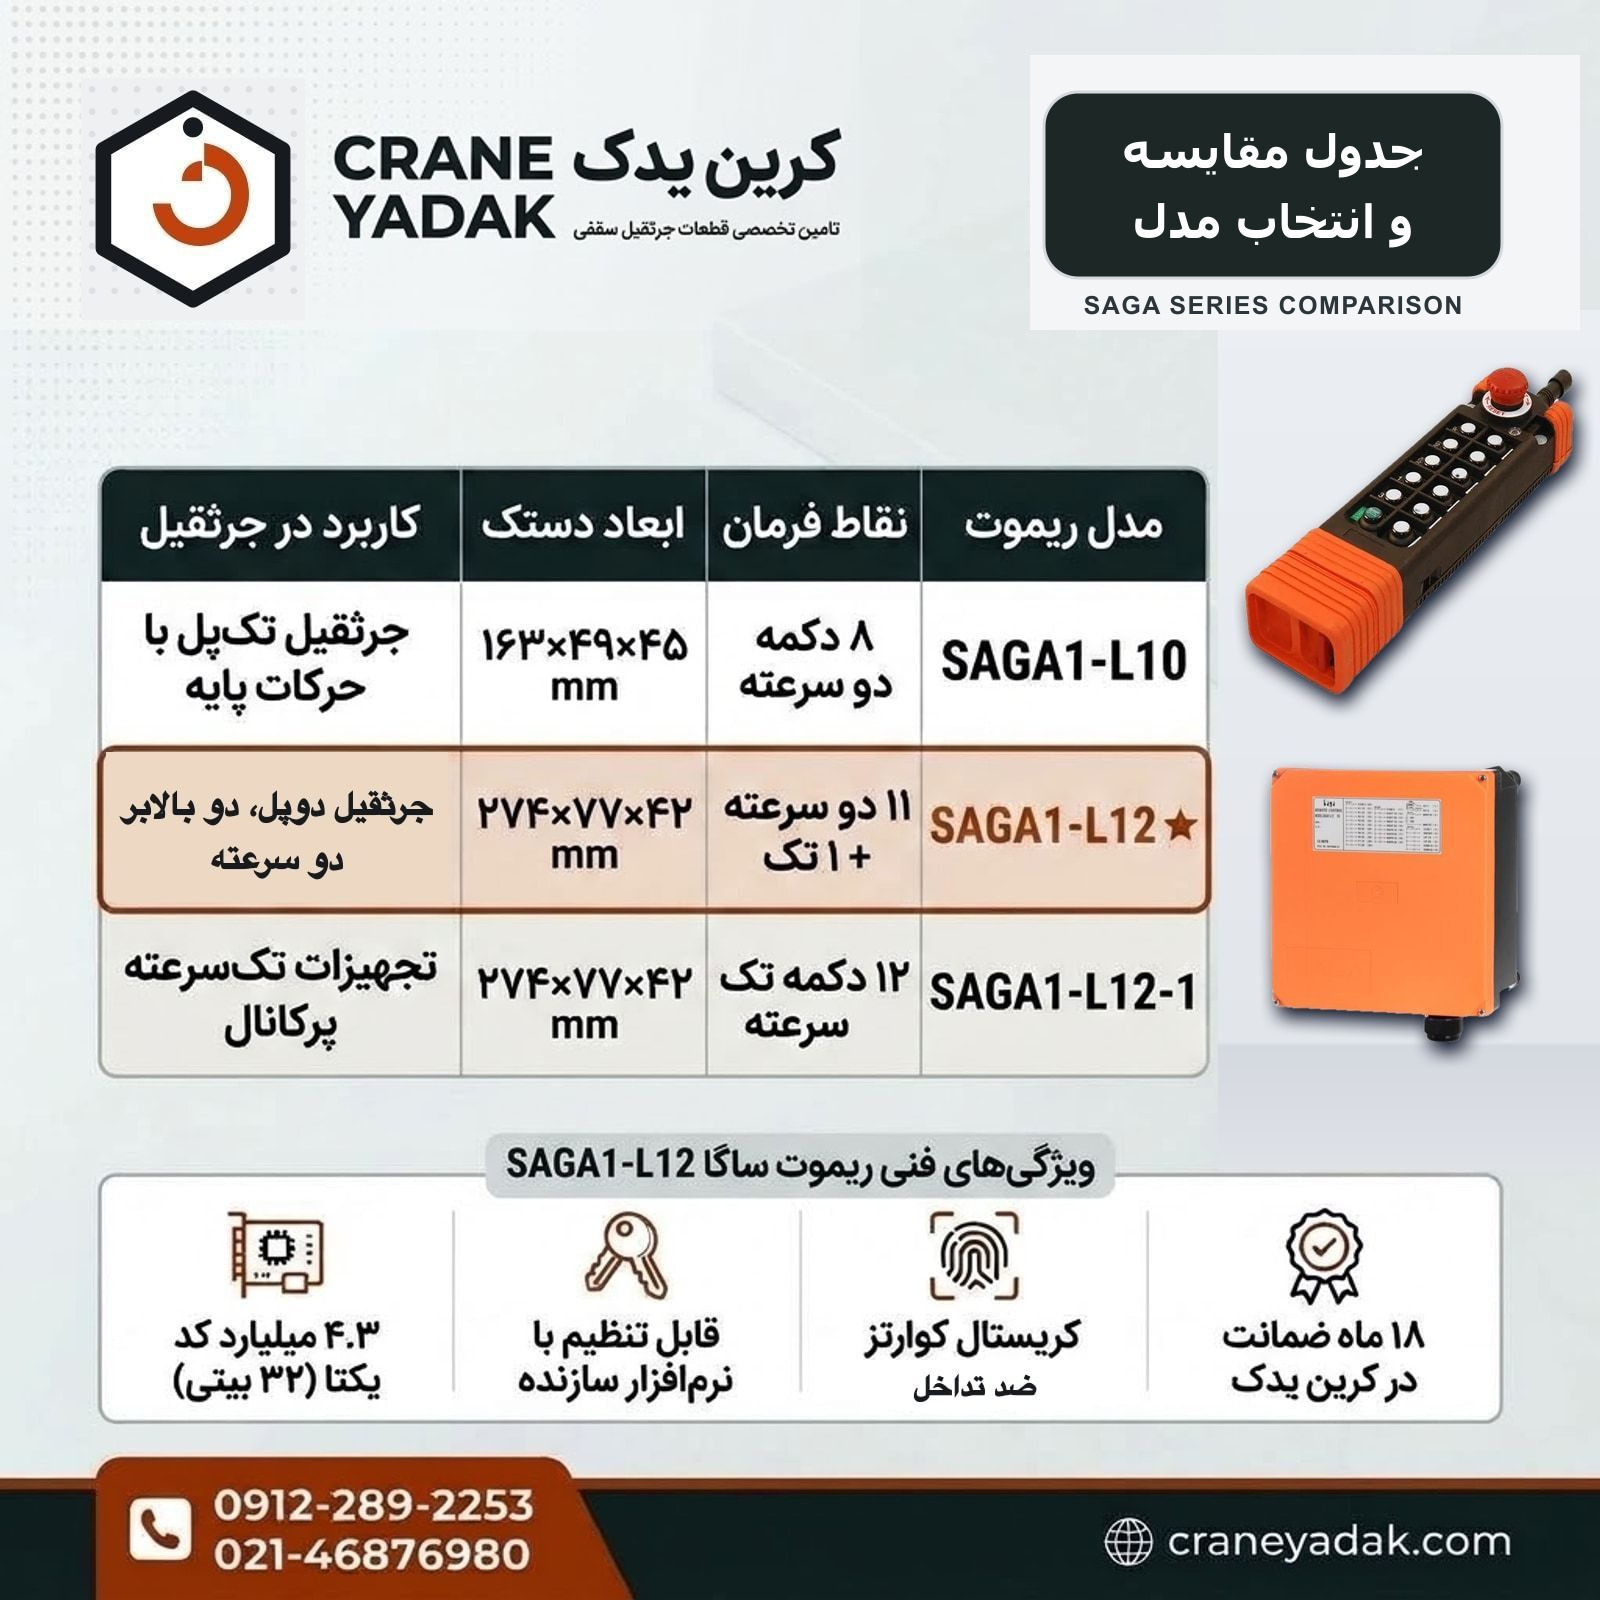 CRANE
YADAK
کرین یدک
تامین تخصصی قطعات جرثقیل سقفی
جدول مقایسه
و انتخاب مدل
SAGA SERIES COMPARISON
مدل ریموت
نقاط فرمان
ابعاد دستک
کاربرد در جرثقیل
SAGA1-L10
۸ دکمه
دو سرعته
۱۶۳×۴۹×۴۵
mm
جرثقیل تک‌پل با
حرکات پایه
SAGA1-L12★
۱۱ دو سرعته
+ ۱ تک
۲۷۴×۷۷×۴۲
mm
جرثقیل دوپل، دو بالابر
دو سرعته
SAGA1-L12-1
۱۲ دکمه تک
سرعته
۲۷۴×۷۷×۴۲
mm
تجهیزات تک‌سرعته
پرکانال
ویژگی‌های فنی ریموت ساگا SAGA1-L12
۱۸ ماه ضمانت
در کرین یدک
کریستال کوارتز
ضد تداخل
قابل تنظیم با
نرم‌افزار سازنده
۴.۳ میلیارد کد
یکتا (۳۲ بیتی)
0912-289-2253
021-46876980
craneyadak.com